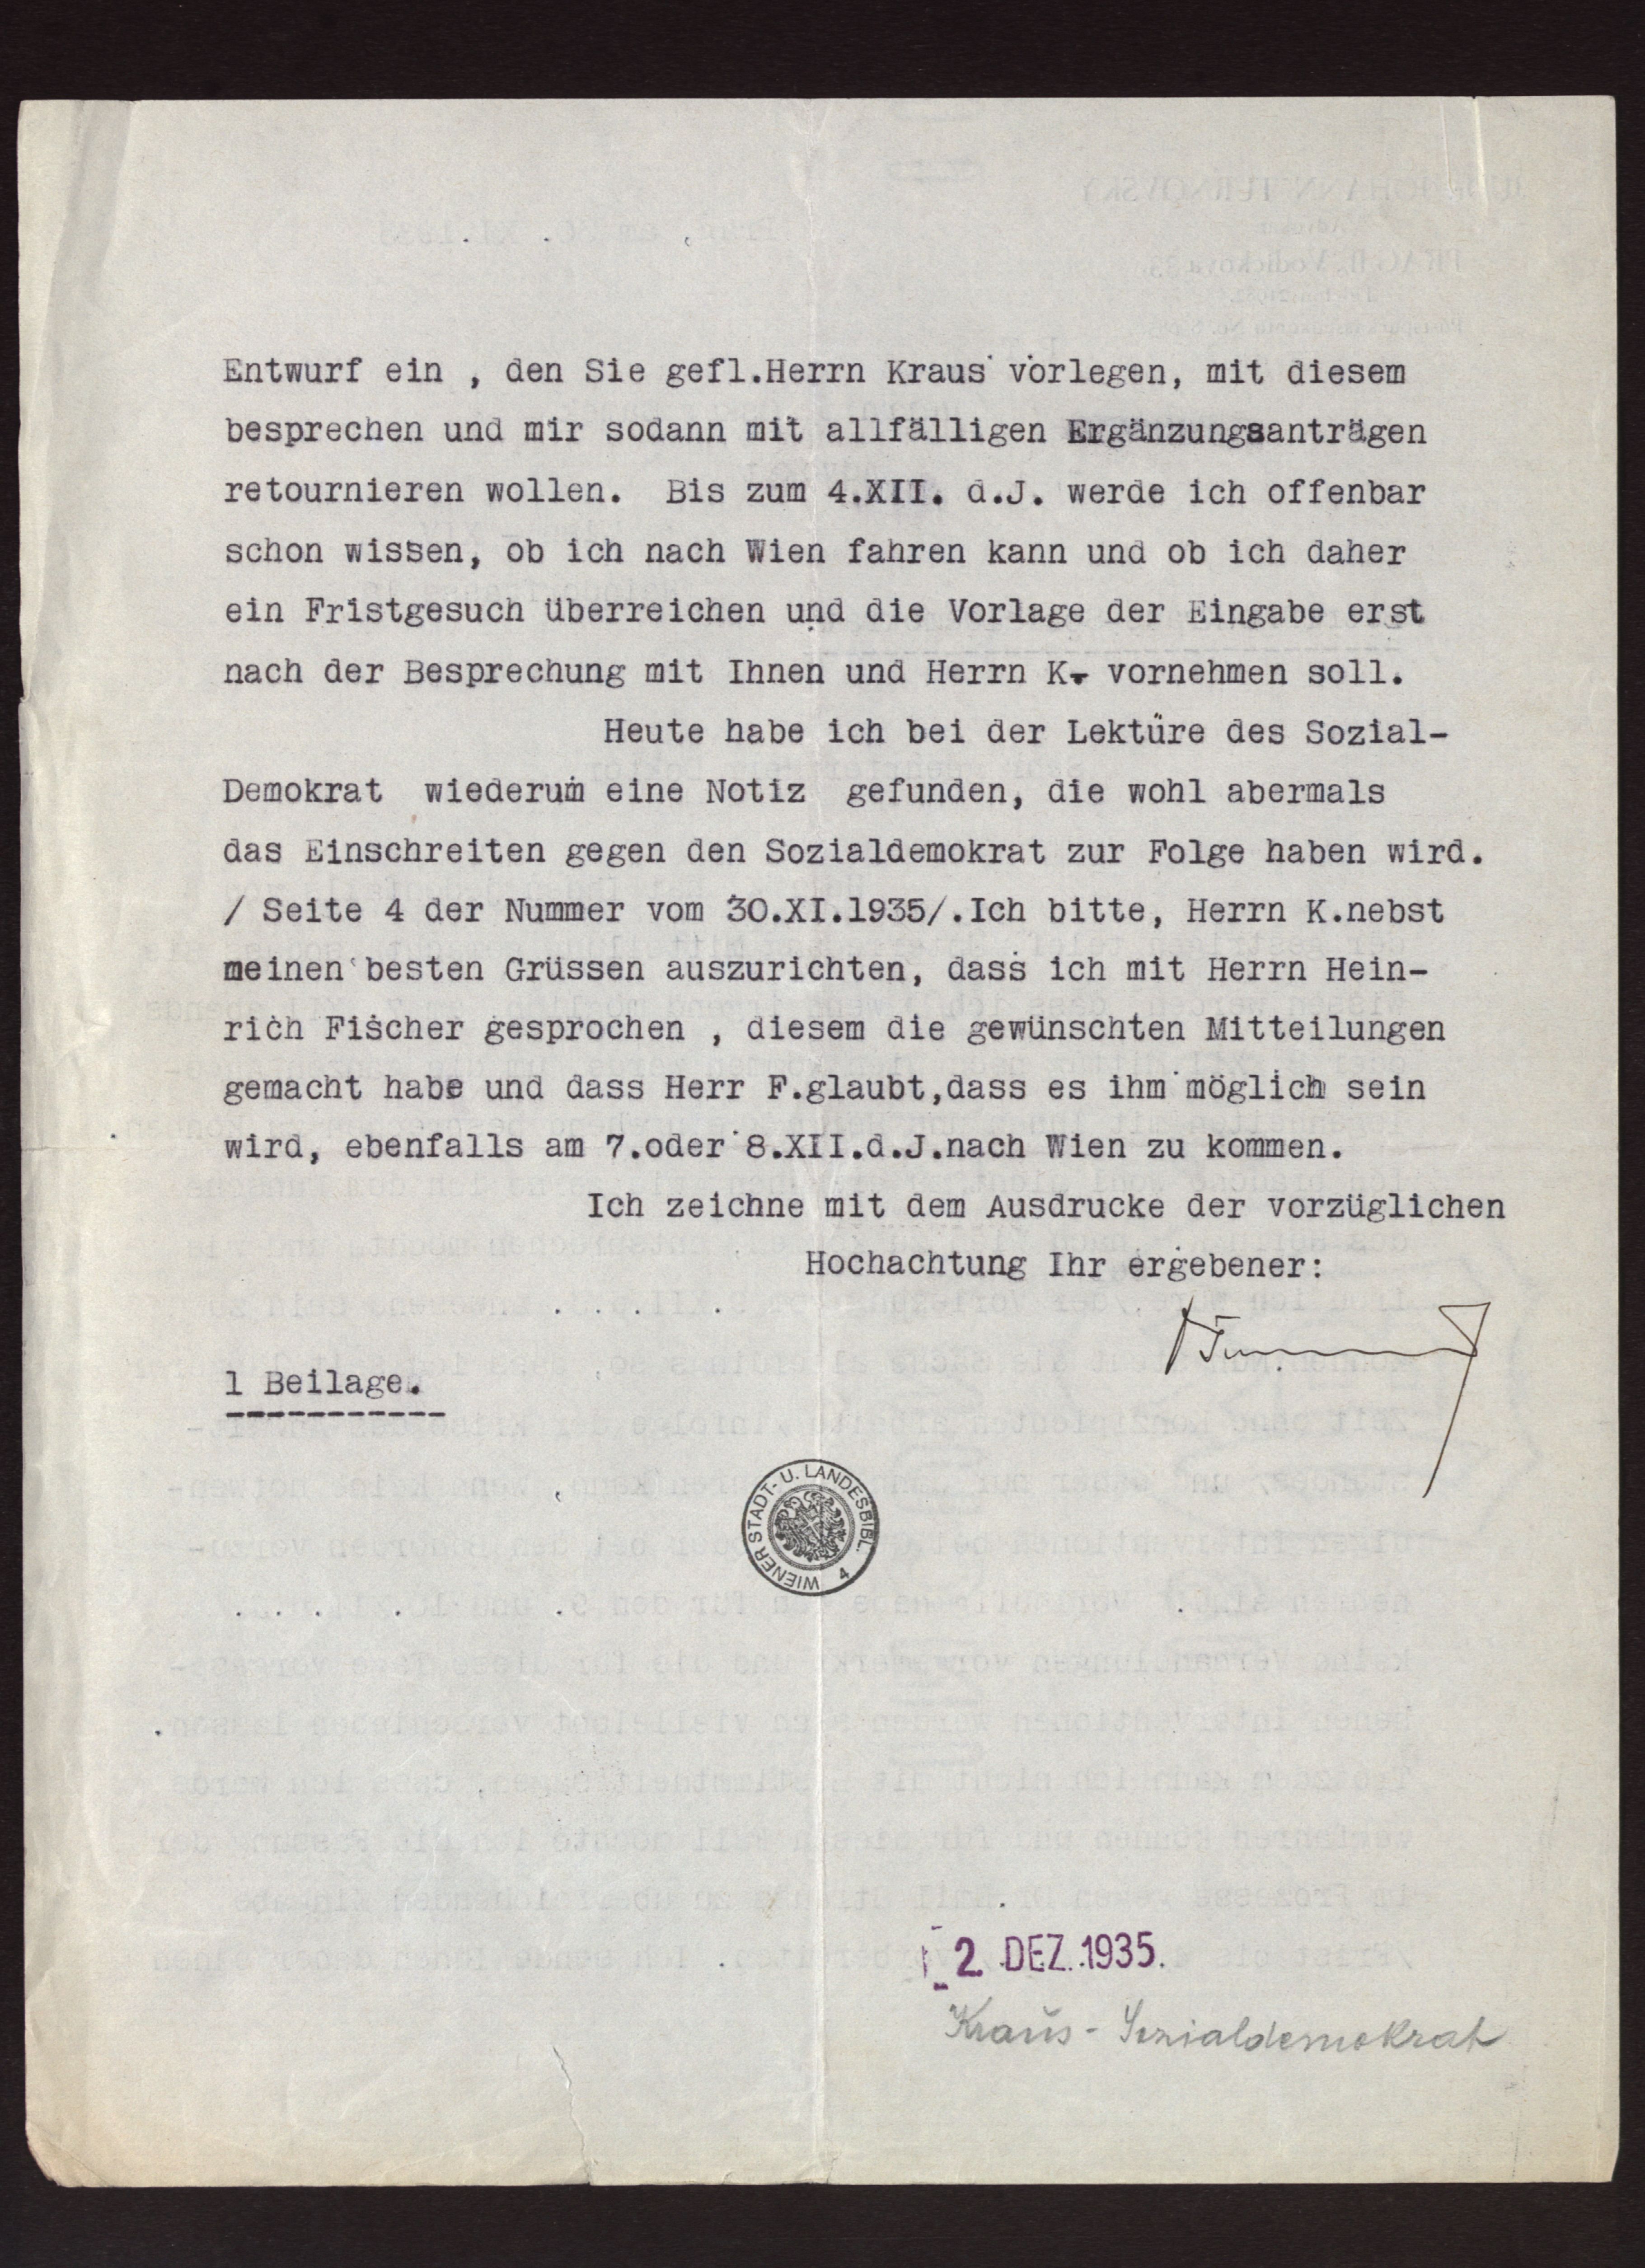 Entwurf ein , den Sie gefl.Herrn Kraus vorlegen, mit diesem
besprechen und mir sodann mit allfälligen Ergänzungsanträgen
retournieren wollen. Bis zum 4.XII. d.J. werde ich offenbar
schon wissen, ob ich nach Wien fahren kann und ob ich daher
ein Fristgesuch überreichen und die Vorlage der Eingabe erst
nach der Besprechung mit Ihnen und Herrn K. vornehmen soll.
Heute habe ich bei der Lektüre des Sozial-
Demokrat wiederum eine Notiz gefunden, die wohl abermals
das Einschreiten gegen den Sozialdemokrat zur Folge haben wird.
/ Seite 4 der Nummer vom 30.XI.1935/.Ich bitte, Herrn K.nebst
meinen besten Grüssen auszurichten, dass ich mit Herrn Hein-
rich Fischer gesprochen , diesem die gewünschten Mitteilungen
gemacht habe und dass Herr F.glaubt,dass es ihm möglich sein
wird, ebenfalls am 7.oder 8.XII.d.J.nach Wien zu kommen.
Ich zeichne mit dem Ausdrucke der vorzüglichen
Hochachtung Ihr ergebener:
1 Beilage.
WIENER STADT- U. LANDESBIBL. 4
2. DEZ. 1935.
Kraus - Sozialdemokrat